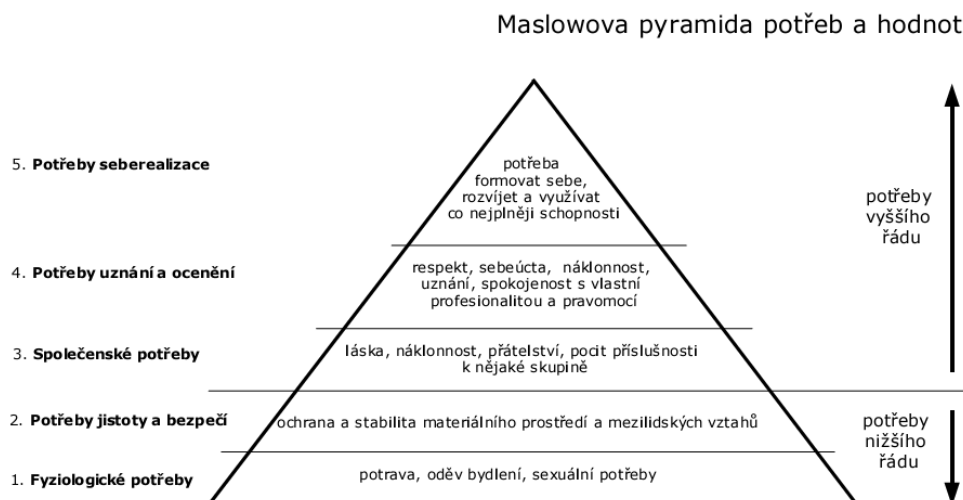 Maslowova pyramida potřeb a hodnot
5. Potřeby seberealizace
potřeba
formovat sebe,
rozvíjet a využívat
co nejplněji schopnosti
potřeby
vyššího
řádu
4. Potřeby uznání a ocenění
respekt, sebeúcta, náklonnost,
uznání, spokojenost s vlastní
profesionalitou a pravomocí
3. Společenské potřeby
láska, náklonnost, přátelství, pocit příslušnosti
k nějaké skupině
2. Potřeby jistoty a bezpečí
ochrana a stabilita materiálního prostředí a mezilidských vztahů
potřeby
nižšího
řádu
1. Fyziologické potřeby
potrava, oděv bydlení, sexuální potřeby